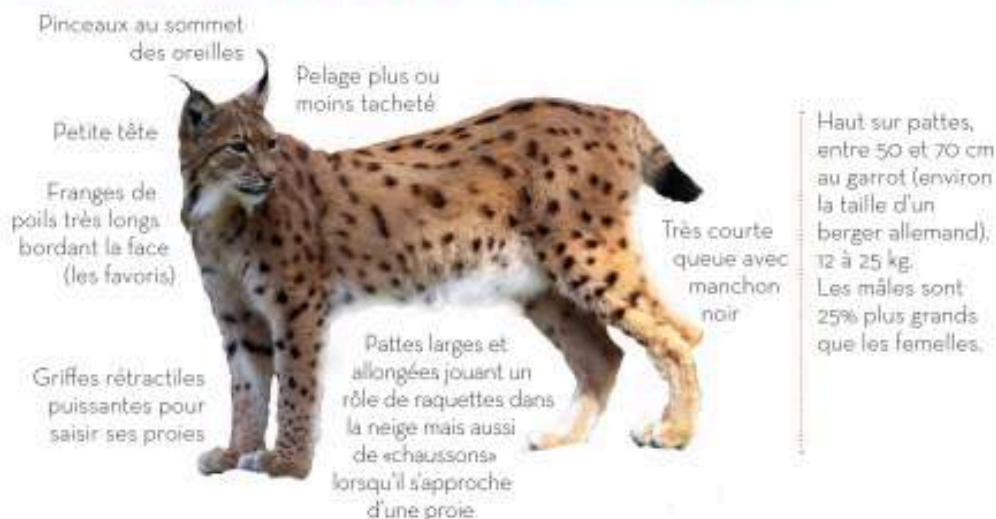 Pinceaux au sommet
des oreilles
Pelage plus ou
moins tacheté
Petite tête
Franges de
poils très longs
bordant la face
(les favoris)
Griffes rétractiles
puissantes pour
saisir ses proies
Pattes larges et
allongées jouant un
rôle de raquettes dans
la neige mais aussi
de «chaussons»
lorsqu'il s'approche
d'une proie
Très courte
queue avec
manchon
noir
Haut sur pattes,
entre 50 et 70 cm
au garrot (environ
la taille d'un
berger allemand),
12 à 25 kg.
Les mâles sont
25% plus grands
que les femelles.